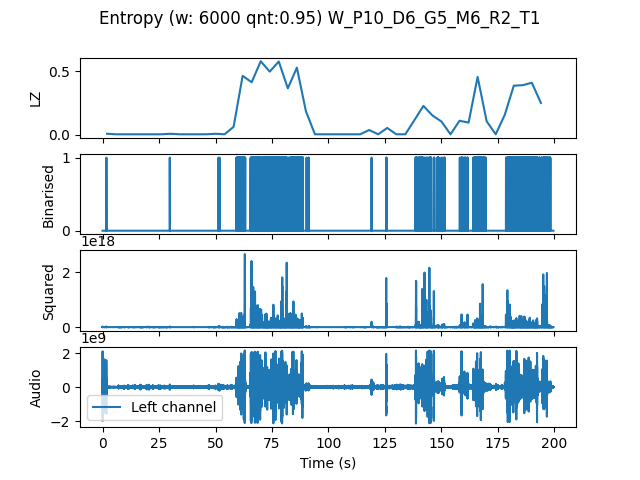 Entropy (w: 6000 qnt:0.95) W_P10_D6_G5_M6_R2_T1
0.5
LZ
0.0
1
Binarised
0
1e18
2
Squared
0
1e9
2
Audio
0
Left channel
−2
0 25 50 75 100 125 150 175 200
Time (s)